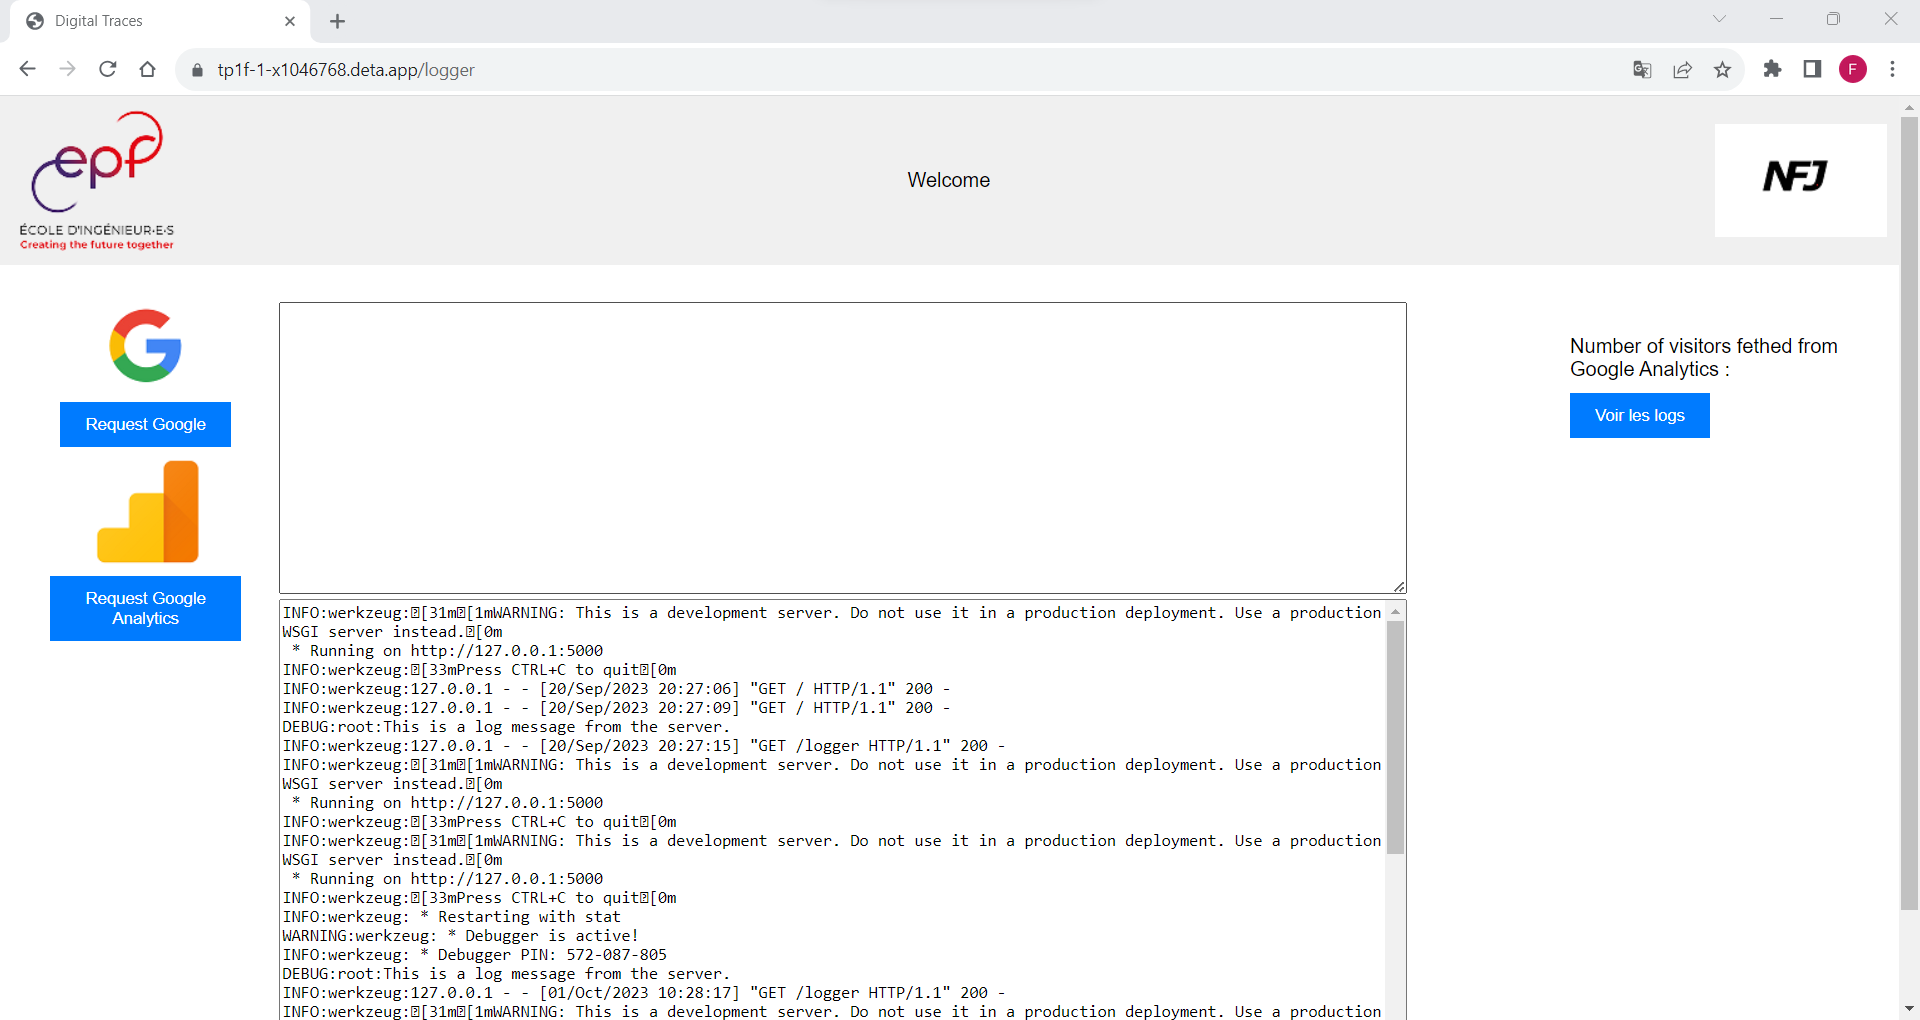 Digital Traces
tp1f-1-x1046768.deta.app/logger
F
epf
ÉCOLE D'INGÉNIEUR·E·S
Creating the future together
Welcome
NFJ
Request Google
Request Google
Analytics
Number of visitors fethed from
Google Analytics :
Voir les logs
INFO:werkzeug:[31m[1mWARNING: This is a development server. Do not use it in a production deployment. Use a production
WSGI server instead.[0m
* Running on http://127.0.0.1:5000
INFO:werkzeug:[33mPress CTRL+C to quit[0m
INFO:werkzeug:127.0.0.1 - - [20/Sep/2023 20:27:06] "GET / HTTP/1.1" 200 -
INFO:werkzeug:127.0.0.1 - - [20/Sep/2023 20:27:09] "GET / HTTP/1.1" 200 -
DEBUG:root:This is a log message from the server.
INFO:werkzeug:127.0.0.1 - - [20/Sep/2023 20:27:15] "GET /logger HTTP/1.1" 200 -
INFO:werkzeug:[31m[1mWARNING: This is a development server. Do not use it in a production deployment. Use a production
WSGI server instead.[0m
* Running on http://127.0.0.1:5000
INFO:werkzeug:[33mPress CTRL+C to quit[0m
INFO:werkzeug:[31m[1mWARNING: This is a development server. Do not use it in a production deployment. Use a production
WSGI server instead.[0m
* Running on http://127.0.0.1:5000
INFO:werkzeug:[33mPress CTRL+C to quit[0m
INFO:werkzeug: * Restarting with stat
WARNING:werkzeug: * Debugger is active!
INFO:werkzeug: * Debugger PIN: 572-087-805
DEBUG:root:This is a log message from the server.
INFO:werkzeug:127.0.0.1 - - [01/Oct/2023 10:28:17] "GET /logger HTTP/1.1" 200 -
INFO:werkzeug:[31m[1mWARNING: This is a development server. Do not use it in a production deployment. Use a production